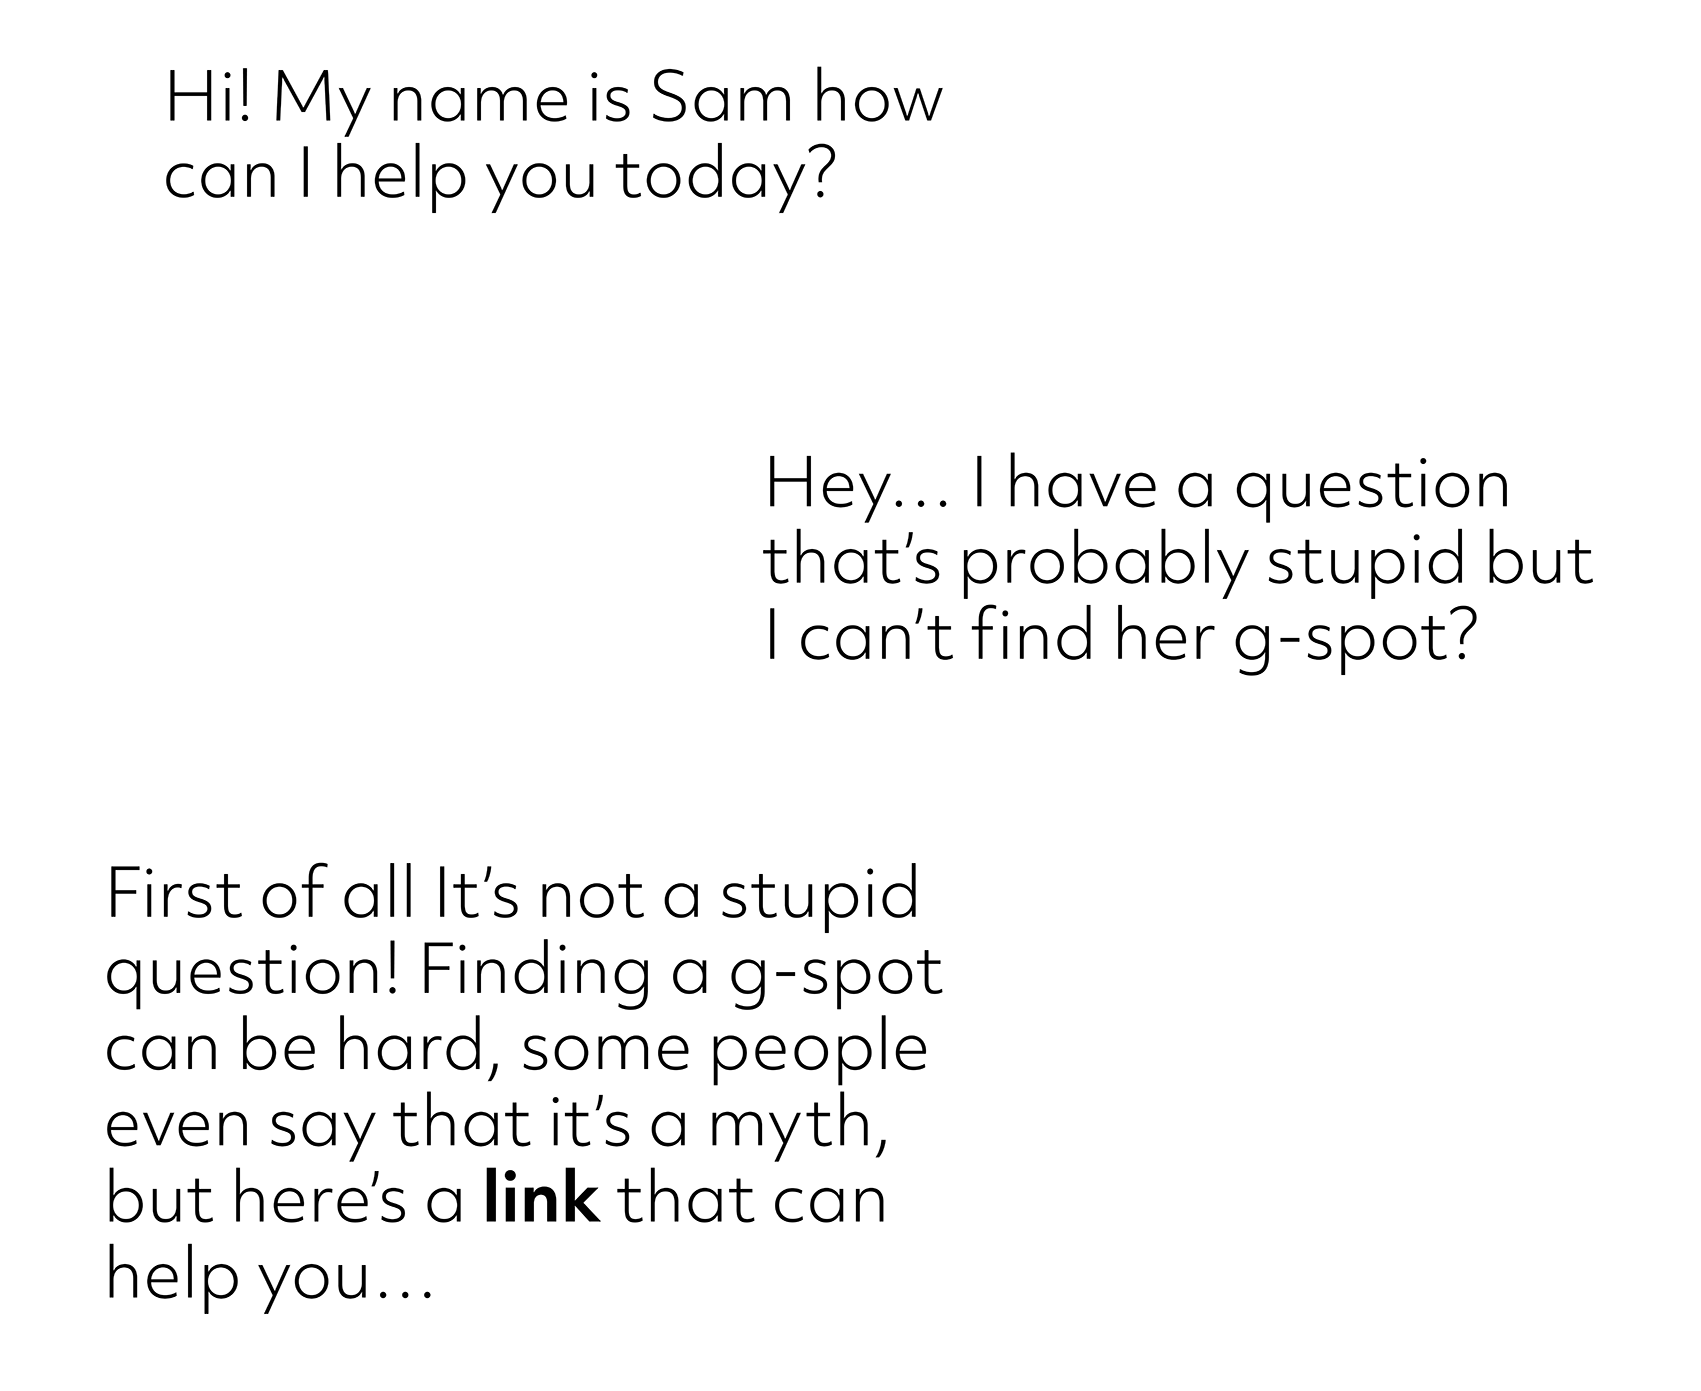 Hi! My name is Sam how
can I help you today?
Hey... I have a question
that's probably stupid but
I can't find her g-spot?
First of all It's not a stupid
question! Finding a g-spot
can be hard, some people
even say that it's a myth,
but here's a link that can
help you...